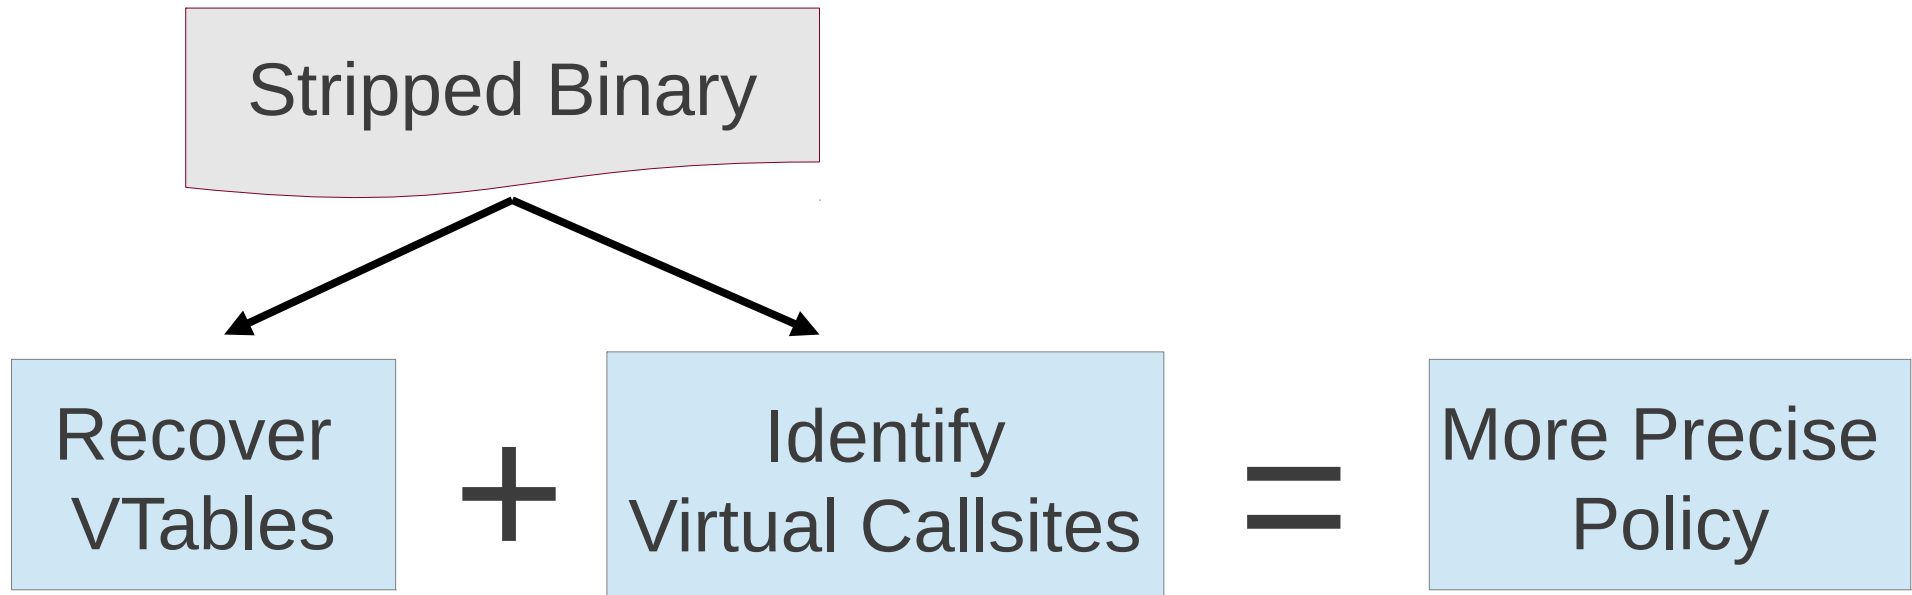 Stripped Binary
Recover
VTables
+
Identify
Virtual Callsites
=
More Precise
Policy